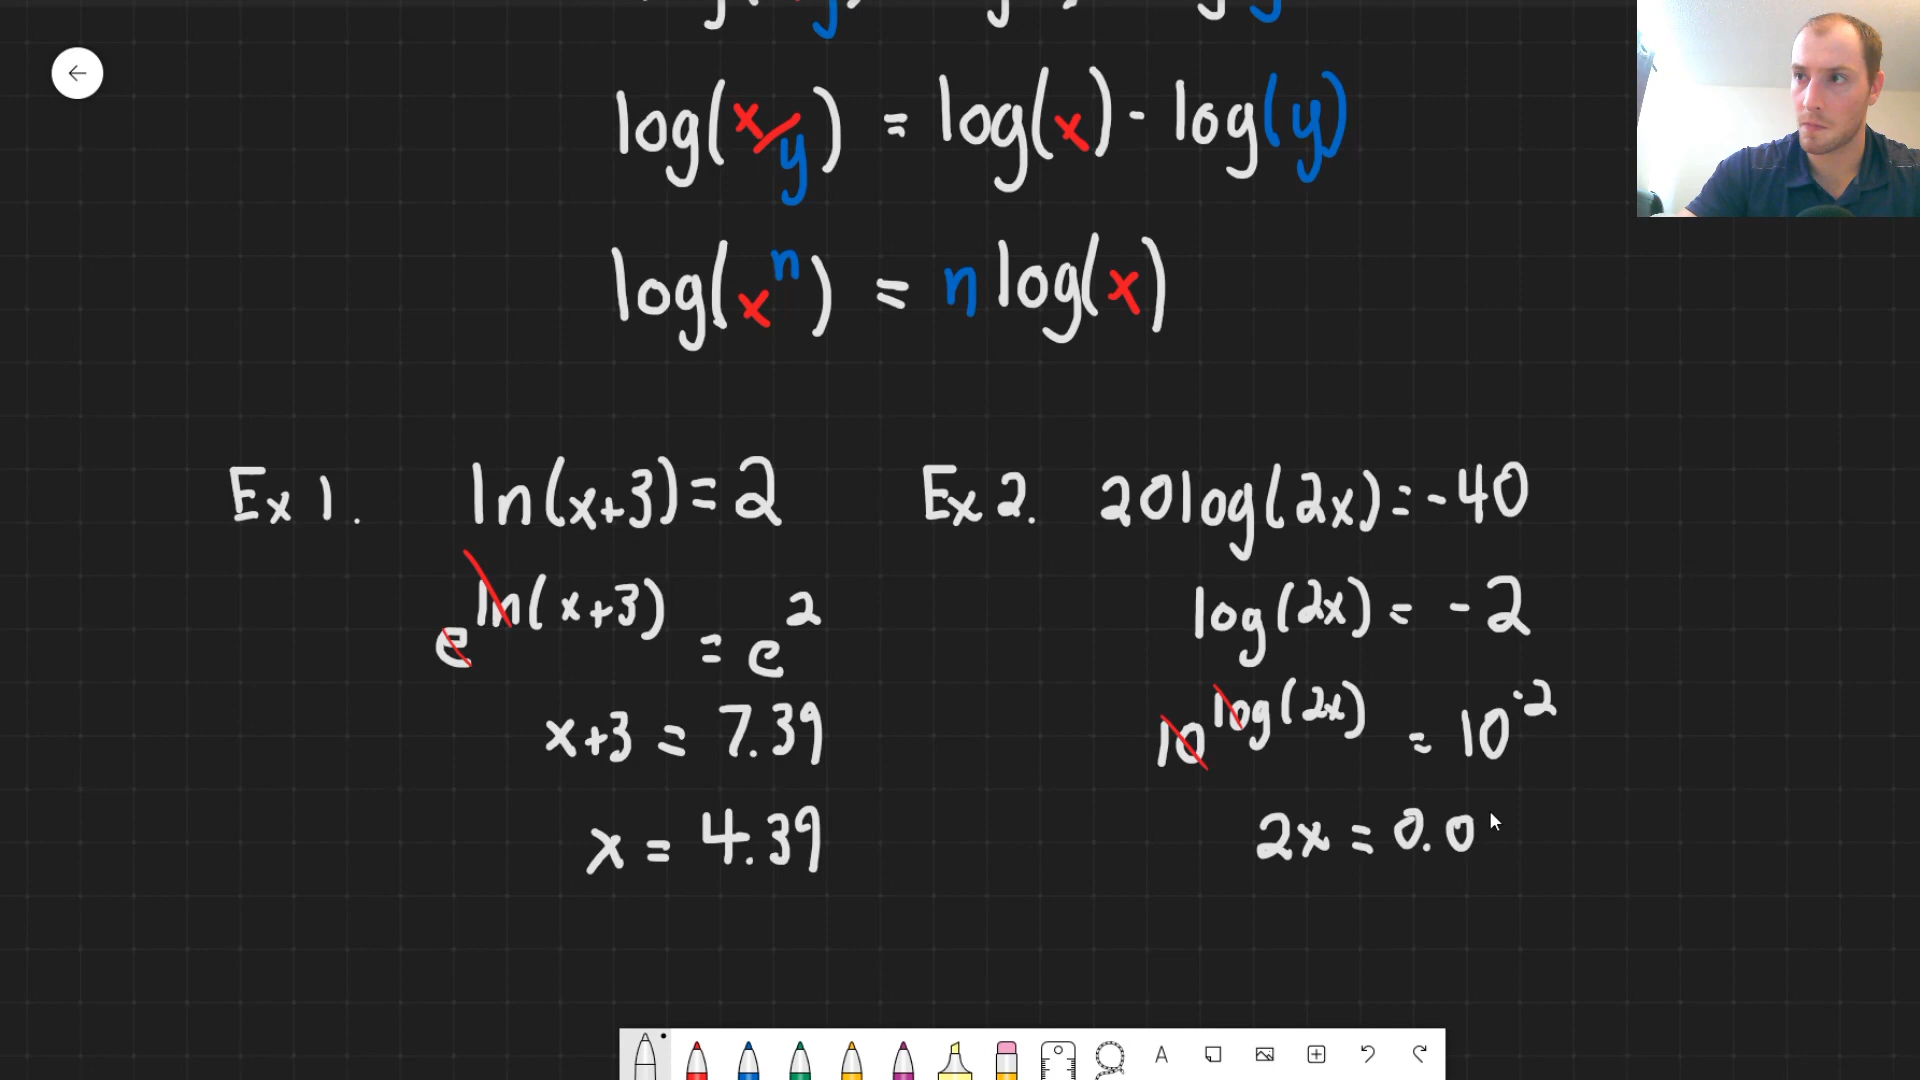 log(x/y) = log(x) - log(y)
log(xⁿ) = n log(x)
Ex 1. ln(x+3) = 2
e^ln(x+3) = e^2
x+3 = 7.39
x = 4.39
Ex 2. 20log(2x) = -40
log(2x) = -2
10^log(2x) = 10^-2
2x = 0.0
A